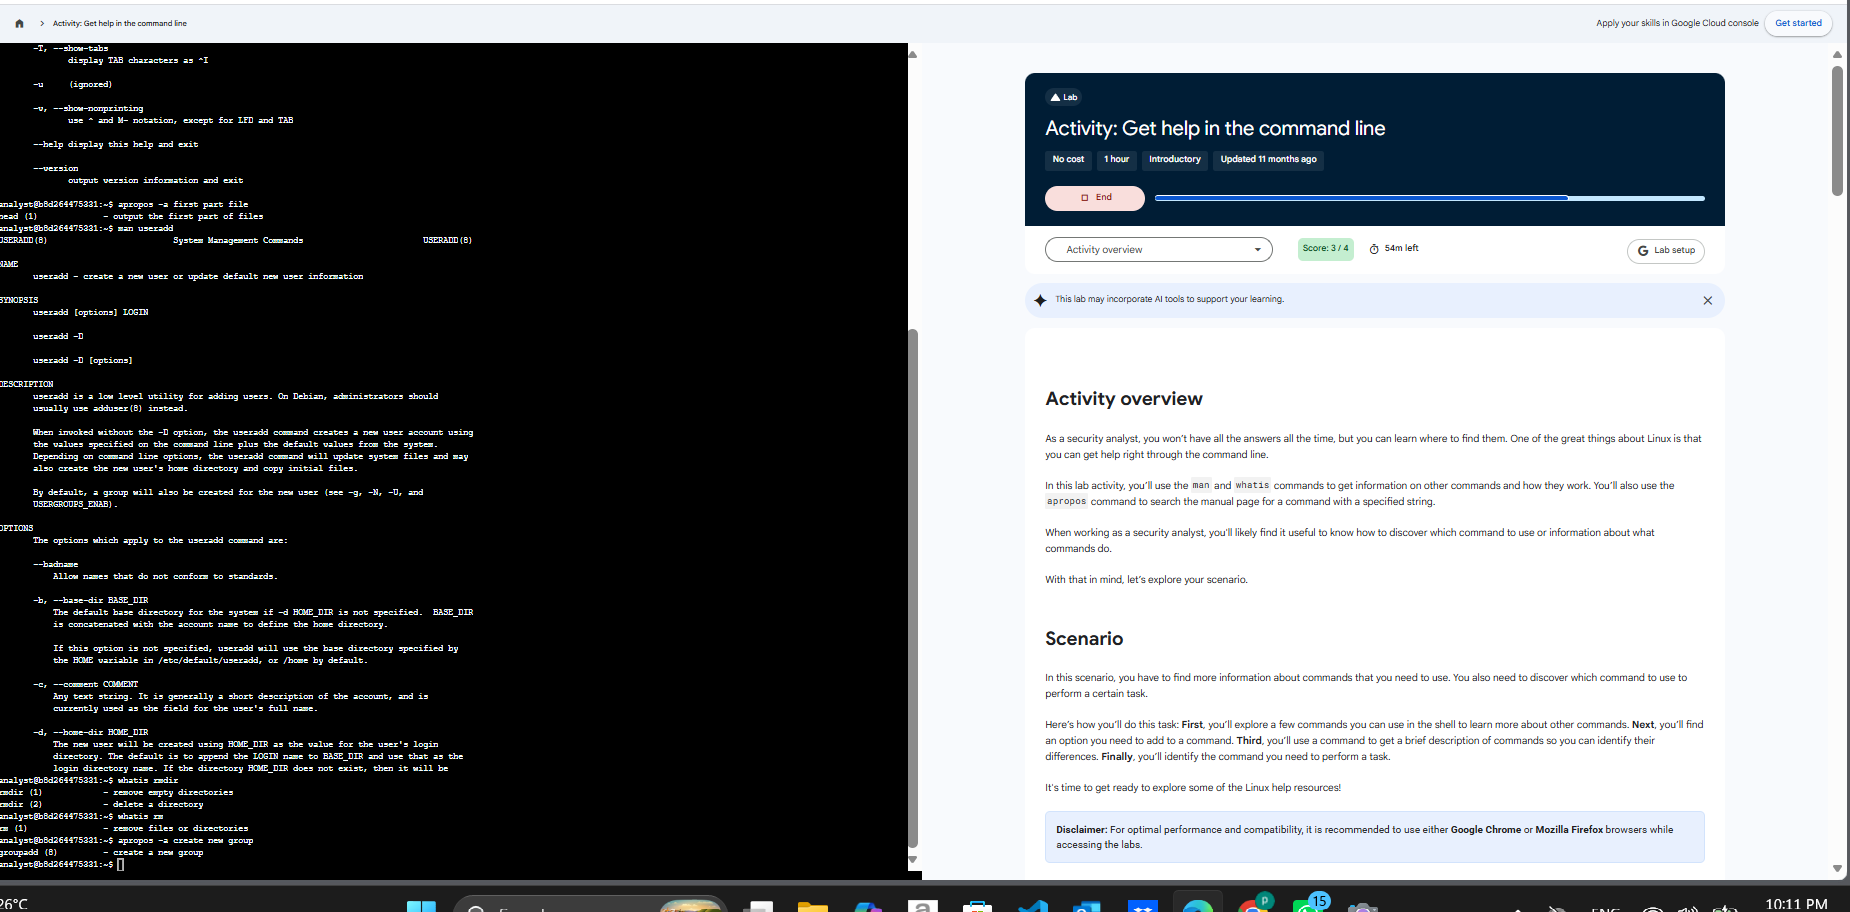 Activity: Get help in the command line
Apply your skills in Google Cloud console
Get started
-T, --show-tabs
display TAB characters as ^I
-u (ignored)
-v, --show-nonprinting
use ^ and M- notation, except for LFD and TAB
--help display this help and exit
--version
output version information and exit
analyst@b8d264475331:~$ apropos -a first part file
head (1) - output the first part of files
analyst@b8d264475331:~$ man useradd
USERADD(8) System Management Commands USERADD(8)
NAME
useradd - create a new user or update default new user information
SYNOPSIS
useradd [options] LOGIN
useradd -D
useradd -D [options]
DESCRIPTION
useradd is a low level utility for adding users. On Debian, administrators should
usually use adduser(8) instead.
When invoked without the -D option, the useradd command creates a new user account using
the values specified on the command line plus the default values from the system.
Depending on command line options, the useradd command will update system files and may
also create the new user's home directory and copy initial files.
By default, a group will also be created for the new user (see -g, -N, -U, and
USERGROUPS_ENAB).
OPTIONS
The options which apply to the useradd command are:
--badname
Allow names that do not conform to standards.
-b, --base-dir BASE_DIR
The default base directory for the system if -d HOME_DIR is not specified. BASE_DIR
is concatenated with the account name to define the home directory.
If this option is not specified, useradd will use the base directory specified by
the HOME variable in /etc/default/useradd, or /home by default.
-c, --comment COMMENT
Any text string. It is generally a short description of the account, and is
currently used as the field for the user's full name.
-d, --home-dir HOME_DIR
The new user will be created using HOME_DIR as the value for the user's login
directory. The default is to append the LOGIN name to BASE_DIR and use that as the
login directory name. If the directory HOME_DIR does not exist, then it will be
analyst@b8d264475331:~$ whatis rmdir
rmdir (1) - remove empty directories
rmdir (2) - delete a directory
analyst@b8d264475331:~$ whatis rm
rm (1) - remove files or directories
analyst@b8d264475331:~$ apropos -a create new group
groupadd (8) - create a new group
analyst@b8d264475331:~$
Lab
Activity: Get help in the command line
No cost 1 hour Introductory Updated 11 months ago
End
Activity overview
Score: 3 / 4
54m left
Lab setup
This lab may incorporate AI tools to support your learning.
Activity overview
As a security analyst, you won't have all the answers all the time, but you can learn where to find them. One of the great things about Linux is that
you can get help right through the command line.
In this lab activity, you'll use the man and whatis commands to get information on other commands and how they work. You'll also use the
apropos command to search the manual page for a command with a specified string.
When working as a security analyst, you'll likely find it useful to know how to discover which command to use or information about what
commands do.
With that in mind, let's explore your scenario.
Scenario
In this scenario, you have to find more information about commands that you need to use. You also need to discover which command to use to
perform a certain task.
Here's how you'll do this task: First, you'll explore a few commands you can use in the shell to learn more about other commands. Next, you'll find
an option you need to add to a command. Third, you'll use a command to get a brief description of commands so you can identify their
differences. Finally, you'll identify the command you need to perform a task.
It's time to get ready to explore some of the Linux help resources!
Disclaimer: For optimal performance and compatibility, it is recommended to use either Google Chrome or Mozilla Firefox browsers while
accessing the labs.
26°C
15
10:11 PM